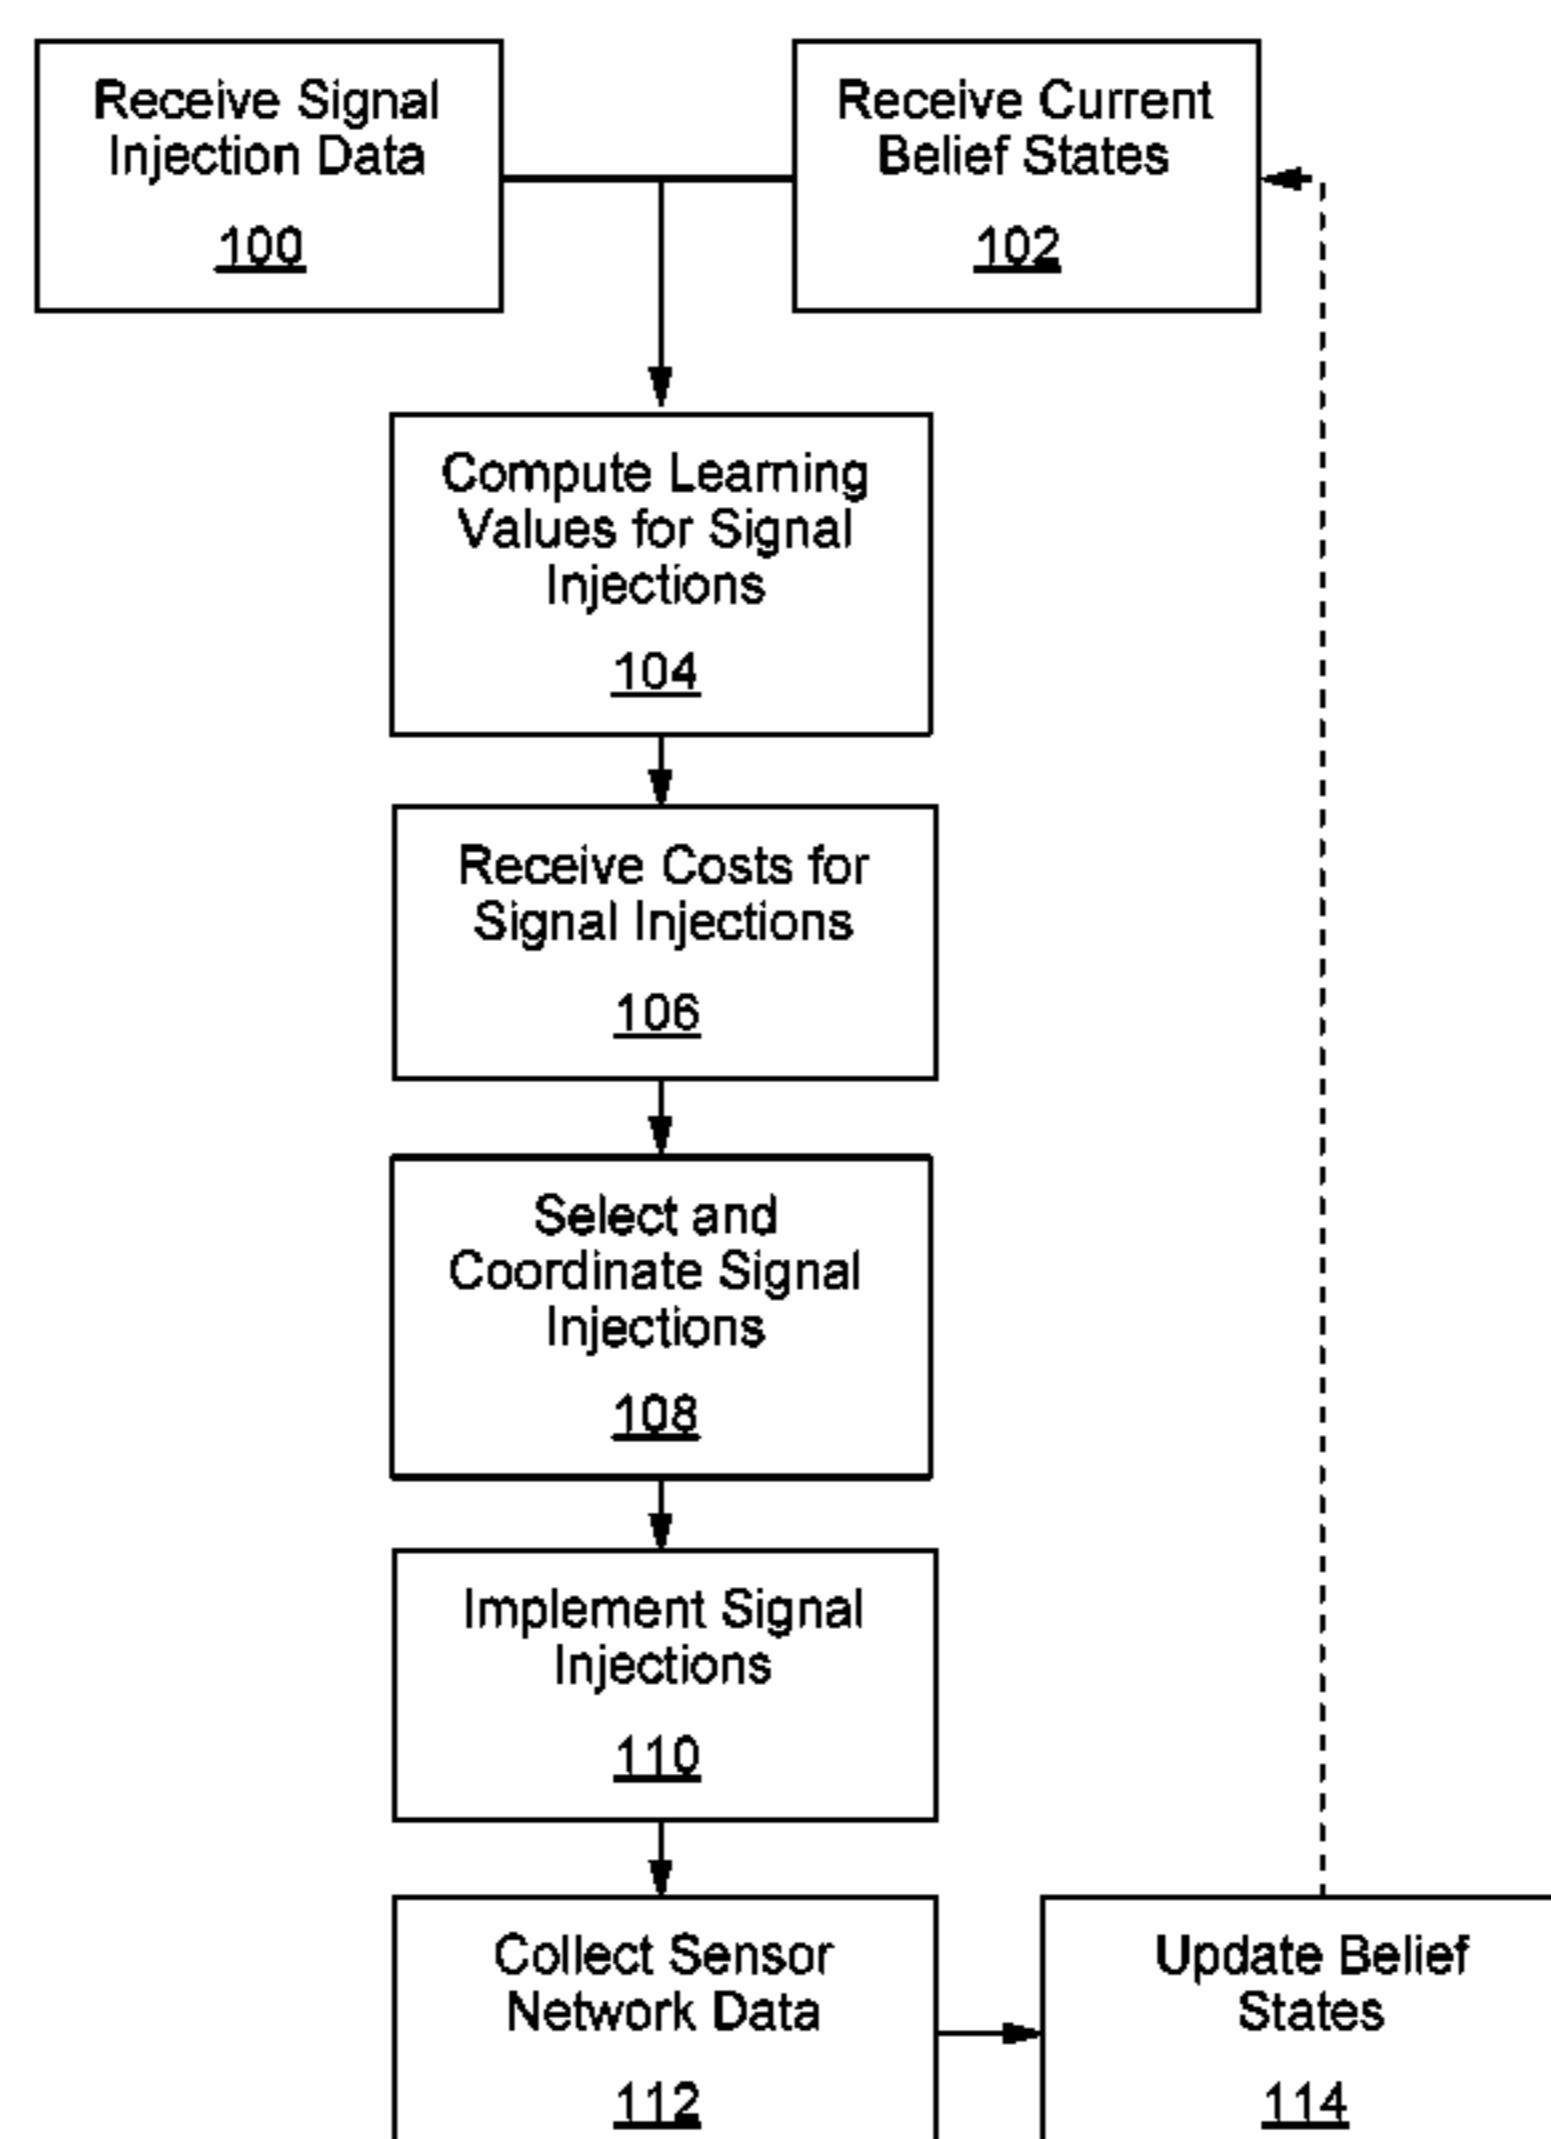 Receive Signal
Injection Data
100
Receive Current
Belief States
102
Compute Learning
Values for Signal
Injections
104
Receive Costs for
Signal Injections
106
Select and
Coordinate Signal
Injections
108
Implement Signal
Injections
110
Collect Sensor
Network Data
112
Update Belief
States
114